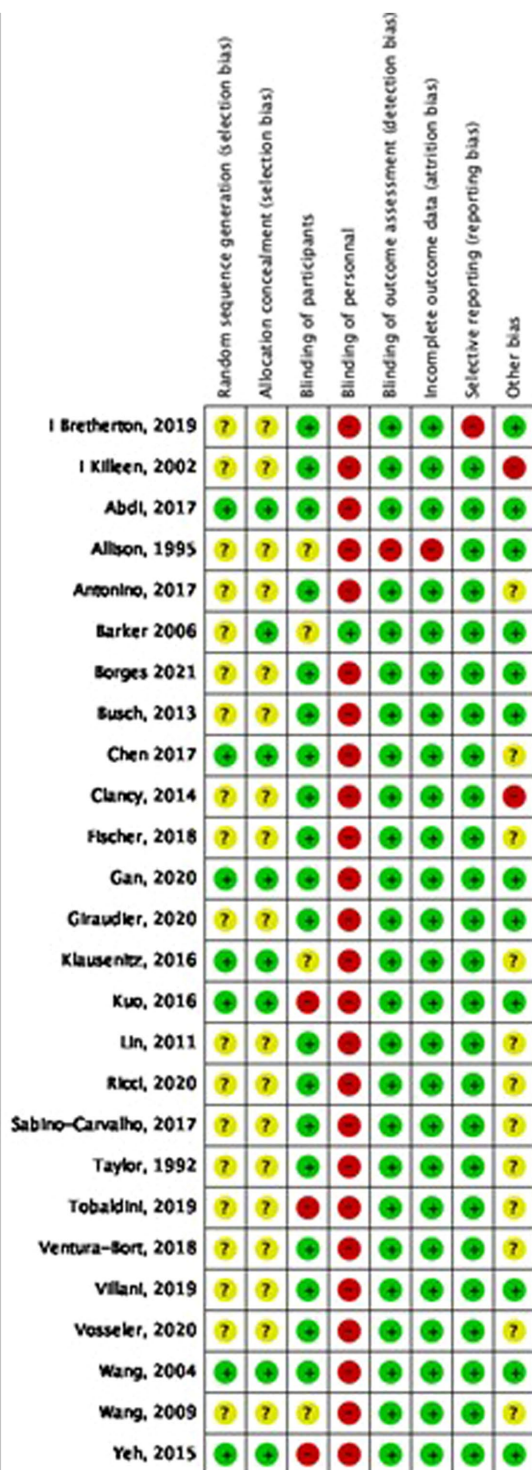 Random sequence generation (selection bias)
Allocation concealment (selection bias)
Blinding of participants
Blinding of personnal
Blinding of outcome assessment (detection bias)
Incomplete outcome data (attrition bias)
Selective reporting (reporting bias)
Other bias
I Bretherton, 2019 ? ? + - + + - +
I Killeen, 2002 ? ? + - + + + -
Abdi, 2017 + + + - + + + +
Allison, 1995 ? ? ? - - - + +
Antonino, 2017 ? ? + - + + + ?
Barker 2006 ? + ? + + + + +
Borges 2021 ? ? + - + + + +
Busch, 2013 ? ? + - + + + +
Chen 2017 + + + - + + + ?
Clancy, 2014 ? ? + - + + + -
Fischer, 2018 ? ? + - + + + ?
Gan, 2020 + + + - + + + +
Giraudier, 2020 ? ? + - + + + +
Klausenitz, 2016 + + ? - + + + ?
Kuo, 2016 + + - - + + + +
Lin, 2011 ? ? + - + + + ?
Ricci, 2020 ? ? + - + + + ?
Sabino-Carvalho, 2017 ? ? + - + + + ?
Taylor, 1992 ? ? + - + + + ?
Tobaldini, 2019 ? ? - - + + + ?
Ventura-Bort, 2018 ? ? + - + + + ?
Villani, 2019 ? ? + - + + + +
Vosseler, 2020 ? ? + - + + + ?
Wang, 2004 + + + - + + + +
Wang, 2009 ? ? ? - + + + ?
Yeh, 2015 + + - - + + + +